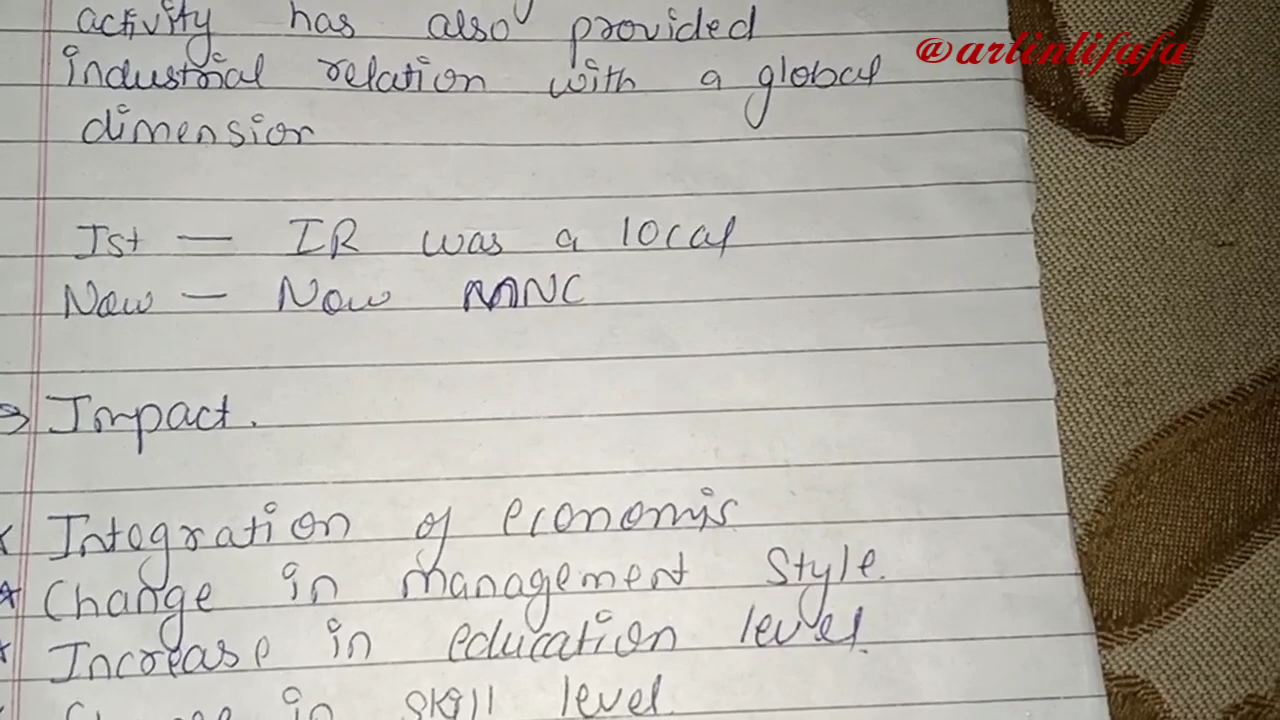 activity has also provided
@artinlifafa
industrial relation with a global
dimension
Ist — IR was a local
New — Now MNC
Impact.
Integration of economis
Change in management style.
Increase in education level.
in skill level.